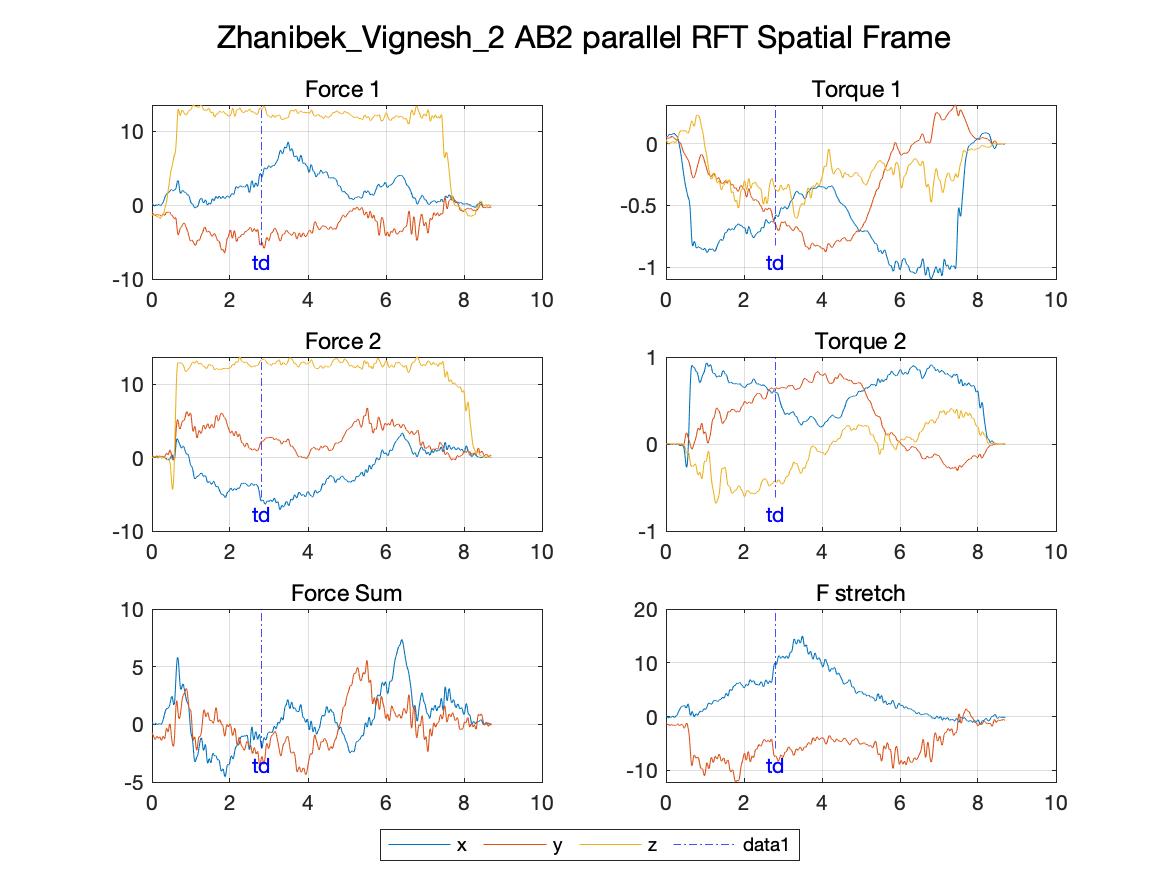 Zhanibek_Vignesh_2 AB2 parallel RFT Spatial Frame
Force 1
10
0
-10
td
0 2 4 6 8 10
Torque 1
0
-0.5
-1
td
0 2 4 6 8 10
Force 2
10
0
-10
td
0 2 4 6 8 10
Torque 2
1
0
-1
td
0 2 4 6 8 10
Force Sum
10
5
0
-5
td
0 2 4 6 8 10
F stretch
20
10
0
-10
td
0 2 4 6 8 10
x y z data1